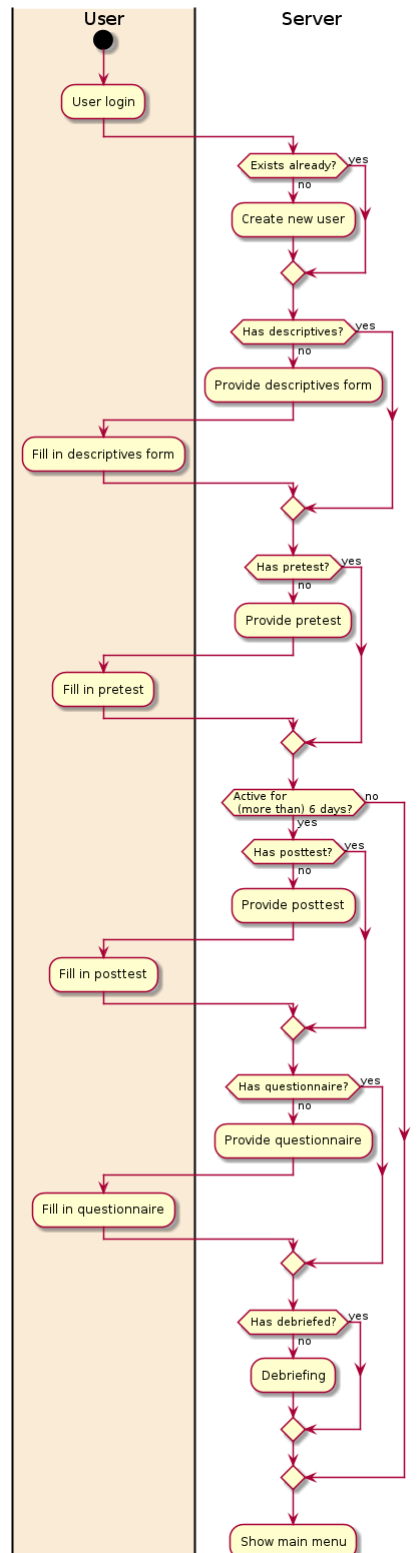 User
Server
User login
Exists already?
yes
no
Create new user
Has descriptives?
yes
no
Provide descriptives form
Fill in descriptives form
Has pretest?
yes
no
Provide pretest
Fill in pretest
Active for
(more than) 6 days?
no
yes
Has posttest?
yes
no
Provide posttest
Fill in posttest
Has questionnaire?
yes
no
Provide questionnaire
Fill in questionnaire
Has debriefed?
yes
no
Debriefing
Show main menu